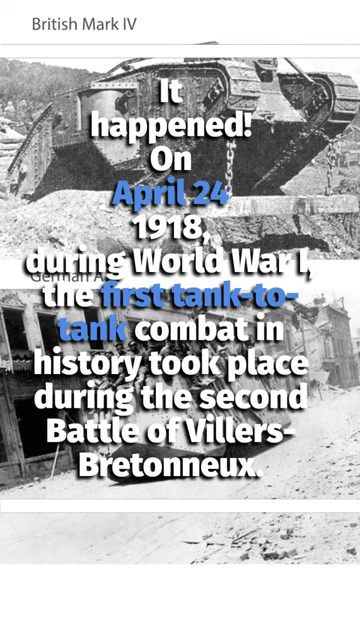 British Mark IV
It
happened!
On
April 24
1918,
during World War I,
German A
the first tank-to-
tank combat in
history took place
during the second
Battle of Villers-
Bretonneux.